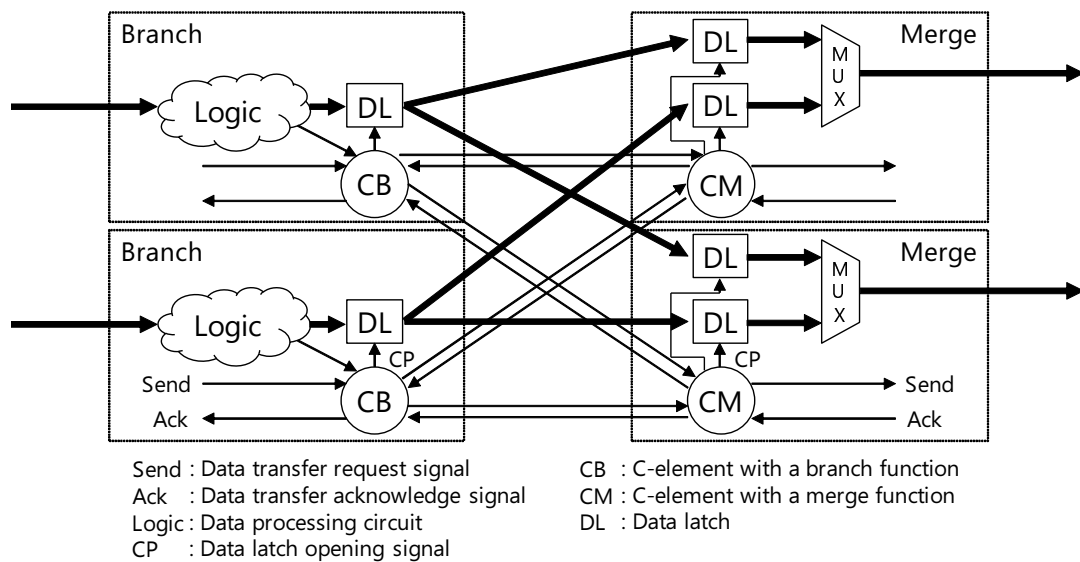 Branch
Logic
DL
CB
DL
DL
MUX
Merge
CM
Branch
Logic
DL
CP
Send
Ack
CB
DL
DL
MUX
Merge
CP
CM
Send
Ack
Send : Data transfer request signal
Ack : Data transfer acknowledge signal
Logic : Data processing circuit
CP : Data latch opening signal
CB : C-element with a branch function
CM : C-element with a merge function
DL : Data latch